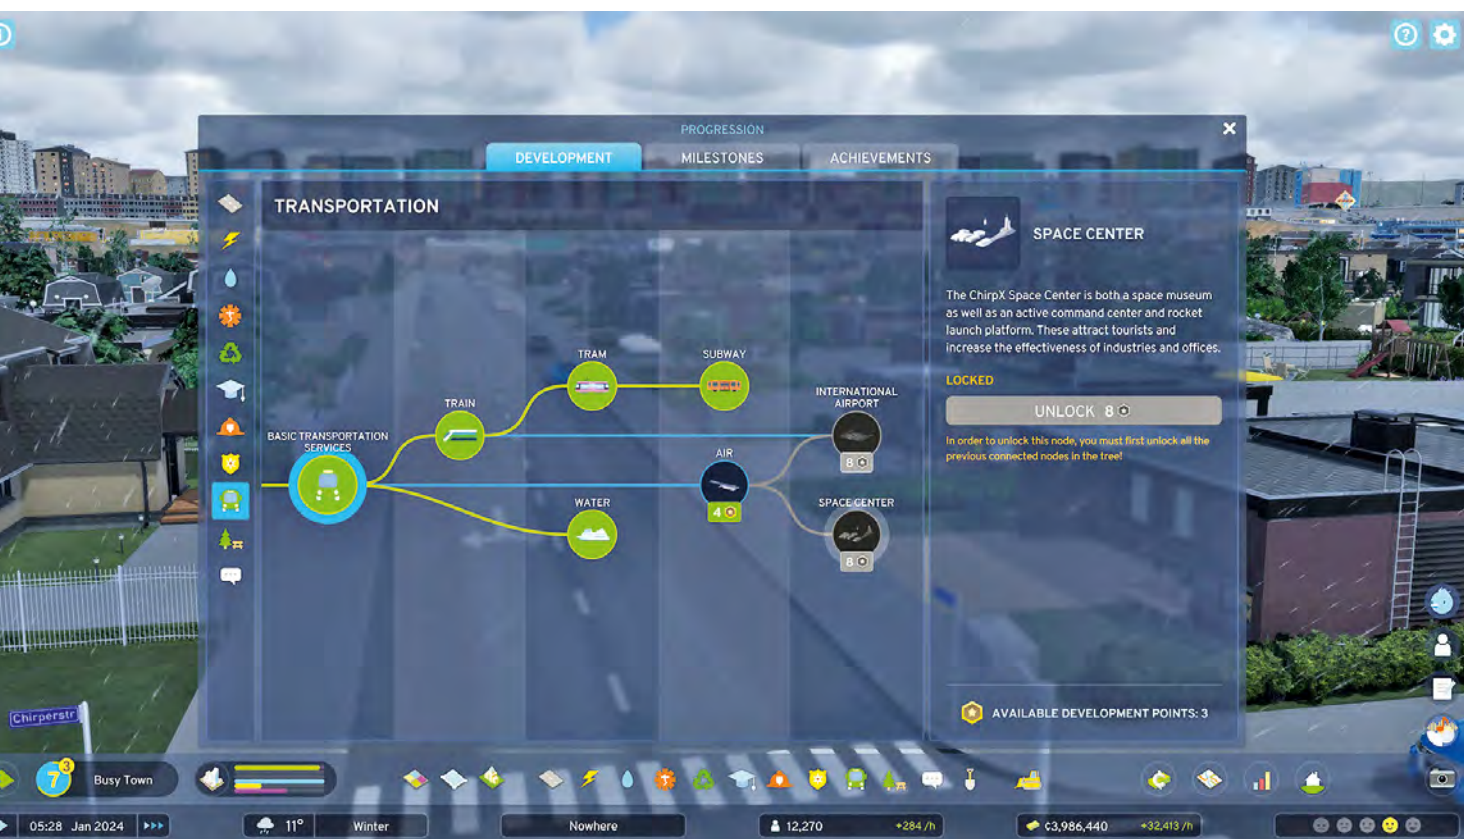 PROGRESSION
DEVELOPMENT
MILESTONES
ACHIEVEMENTS
TRANSPORTATION
BASIC TRANSPORTATION
SERVICES
TRAIN
TRAM
SUBWAY
WATER
AIR
4
INTERNATIONAL
AIRPORT
8
SPACE CENTER
8
SPACE CENTER
The ChirpX Space Center is both a space museum
as well as an active command center and rocket
launch platform. These attract tourists and
increase the effectiveness of industries and offices.
LOCKED
UNLOCK 8
In order to unlock this node, you must first unlock all the
previous connected nodes in the tree!
AVAILABLE DEVELOPMENT POINTS: 3
Chirperstr
7
3
Busy Town
05:28 Jan 2024
11°
Winter
Nowhere
12,270
+284 /h
¢3,986,440
+32,413 /h